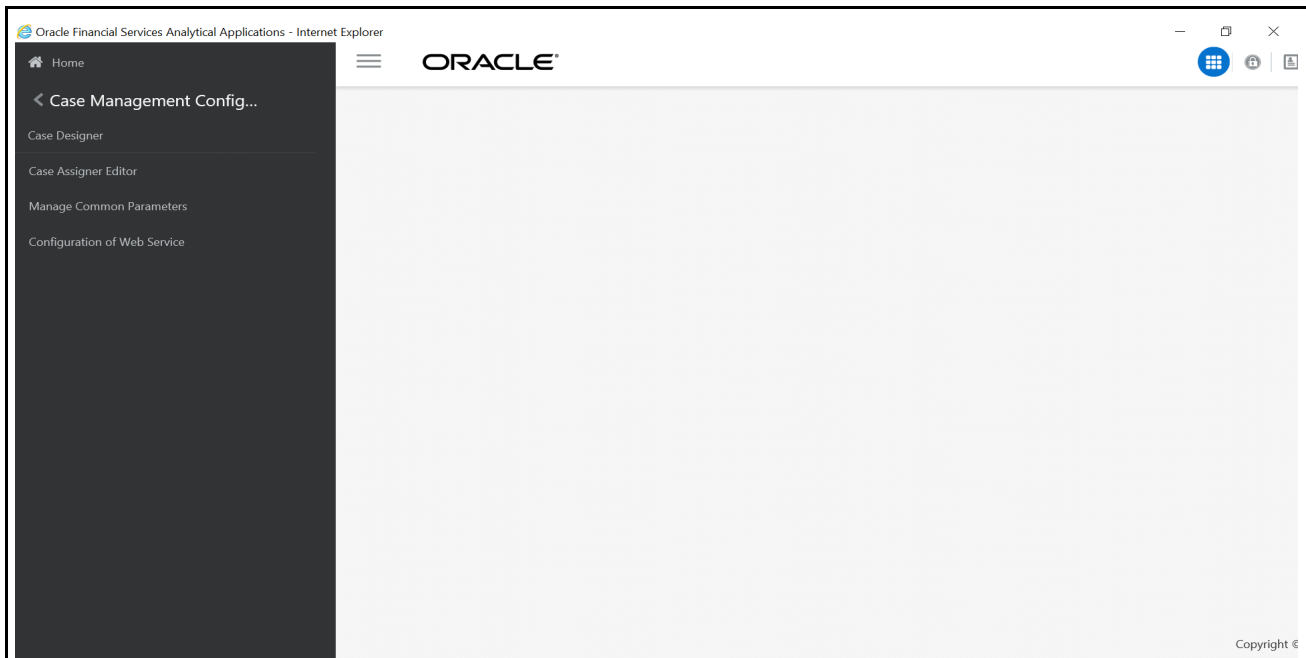 Oracle Financial Services Analytical Applications - Internet Explorer
Home
ORACLE®
Case Management Config...
Case Designer
Case Assigner Editor
Manage Common Parameters
Configuration of Web Service
Copyright ©